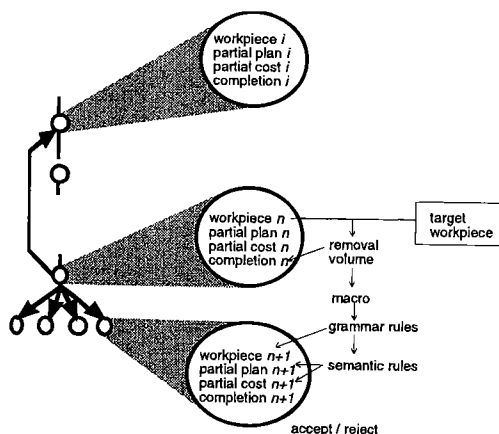 workpiece i
partial plan i
partial cost i
completion i
workpiece n
partial plan n
partial cost n
completion n
target
workpiece
removal
volume
macro
grammar rules
semantic rules
workpiece n+1
partial plan n+1
partial cost n+1
completion n+1
accept / reject